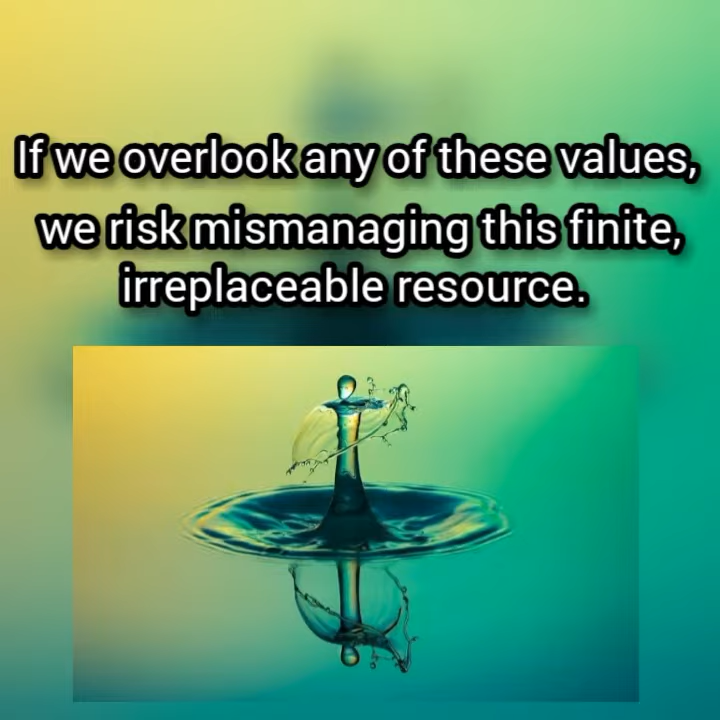 If we overlook any of these values,
we risk mismanaging this finite,
irreplaceable resource.